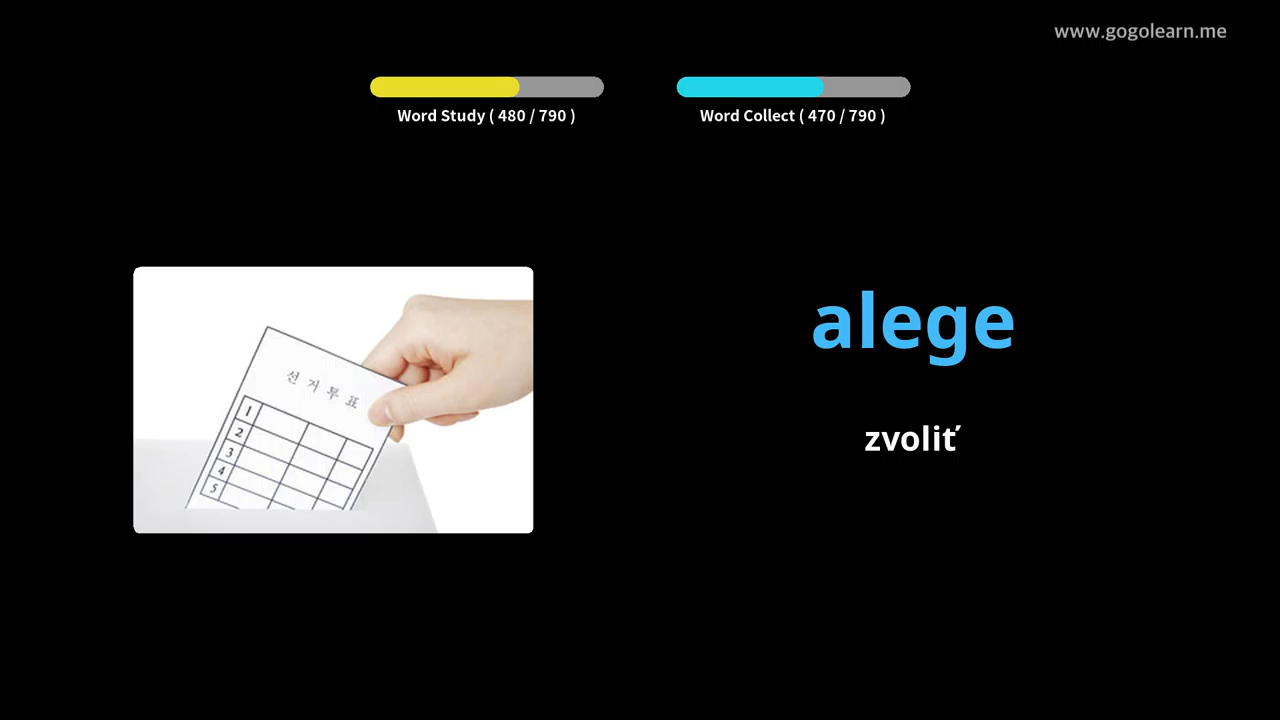 www.gogolearn.me
Word Study ( 480 / 790 )
Word Collect ( 470 / 790 )
alege
zvoliť
선거투표
1
2
3
4
5